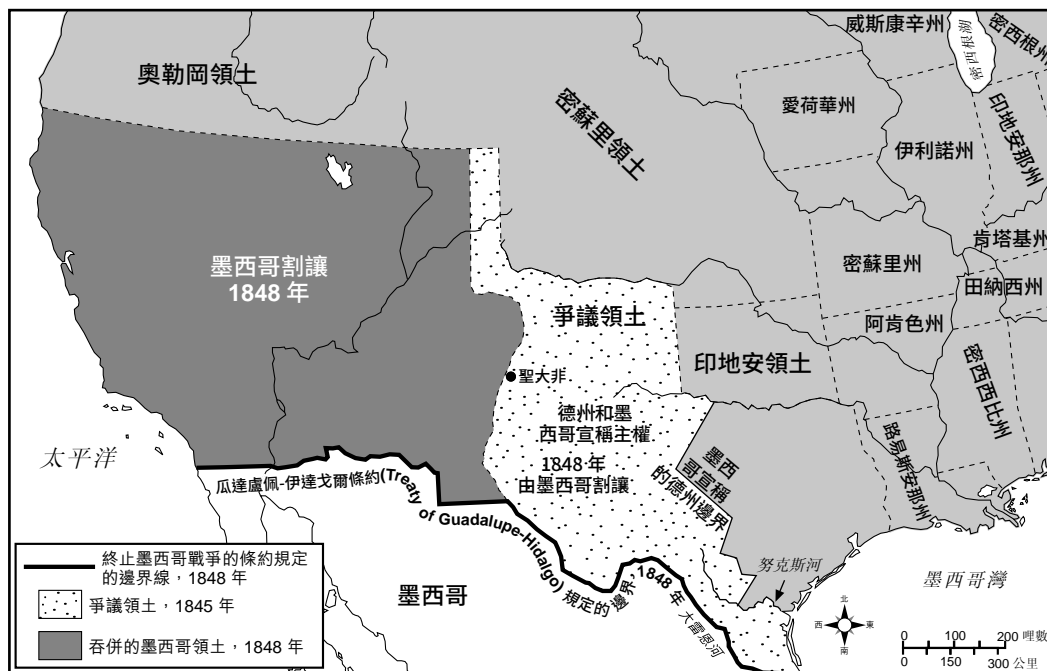 威斯康辛州
密西根湖
密西根州
奧勒岡領土
密蘇里領土
愛荷華州
印地安那州
伊利諾州
墨西哥割讓
1848 年
密蘇里州
肯塔基州
田納西州
爭議領土
阿肯色州
印地安領土
聖大非
密西西比州
德州和墨
西哥宣稱主權
1848 年
由墨西哥割讓
墨西
哥宣稱
的德州邊界
路易斯安那州
太平洋
瓜達盧佩-伊達戈爾條約(Treaty of Guadalupe-Hidalgo) 規定的邊界, 1848 年
努克斯河
墨西哥灣
墨西哥
大雷恩河
終止墨西哥戰爭的條約規定
的邊界線，1848 年
爭議領土，1845 年
吞併的墨西哥領土，1848 年
北
西
東
南
0 100 200 哩數
0 150 300 公里